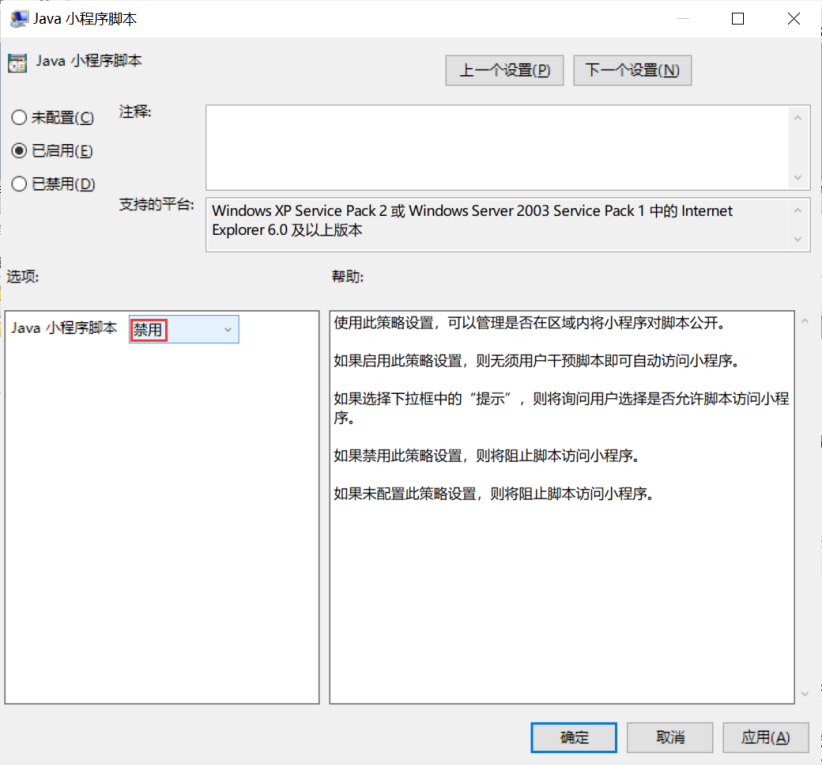 Java 小程序脚本
Java 小程序脚本
上一个设置(P)
下一个设置(N)
未配置(C)
已启用(E)
已禁用(D)
注释:
支持的平台:
Windows XP Service Pack 2 或 Windows Server 2003 Service Pack 1 中的 Internet
Explorer 6.0 及以上版本
选项:
帮助:
Java 小程序脚本
禁用
使用此策略设置，可以管理是否在区域内将小程序对脚本公开。
如果启用此策略设置，则无须用户干预脚本即可自动访问小程序。
如果选择下拉框中的“提示”，则将询问用户选择是否允许脚本访问小程
序。
如果禁用此策略设置，则将阻止脚本访问小程序。
如果未配置此策略设置，则将阻止脚本访问小程序。
确定
取消
应用(A)